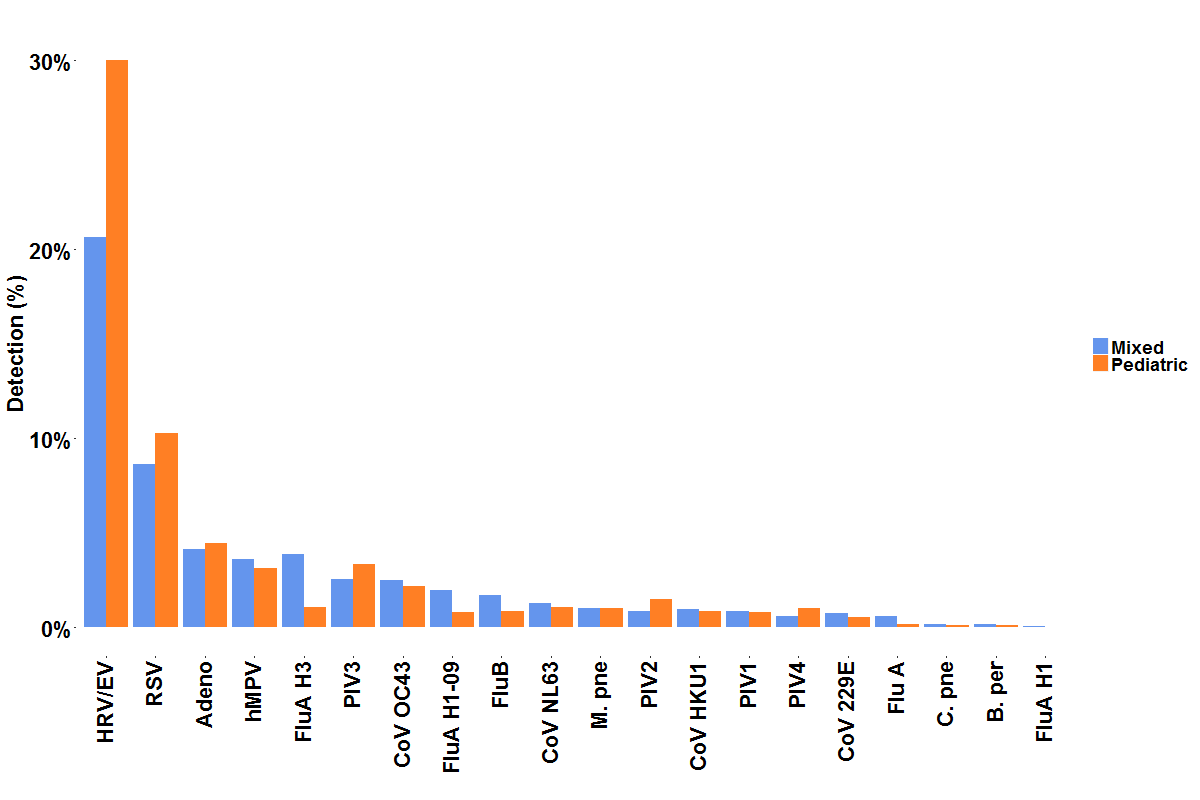 30%
20%
10%
0%
Detection (%)
HRV/EV
RSV
Adeno
hMPV
FluA H3
PIV3
CoV OC43
FluA H1-09
FluB
CoV NL63
M. pne
PIV2
CoV HKU1
PIV1
PIV4
CoV 229E
Flu A
C. pne
B. per
FluA H1
Mixed
Pediatric